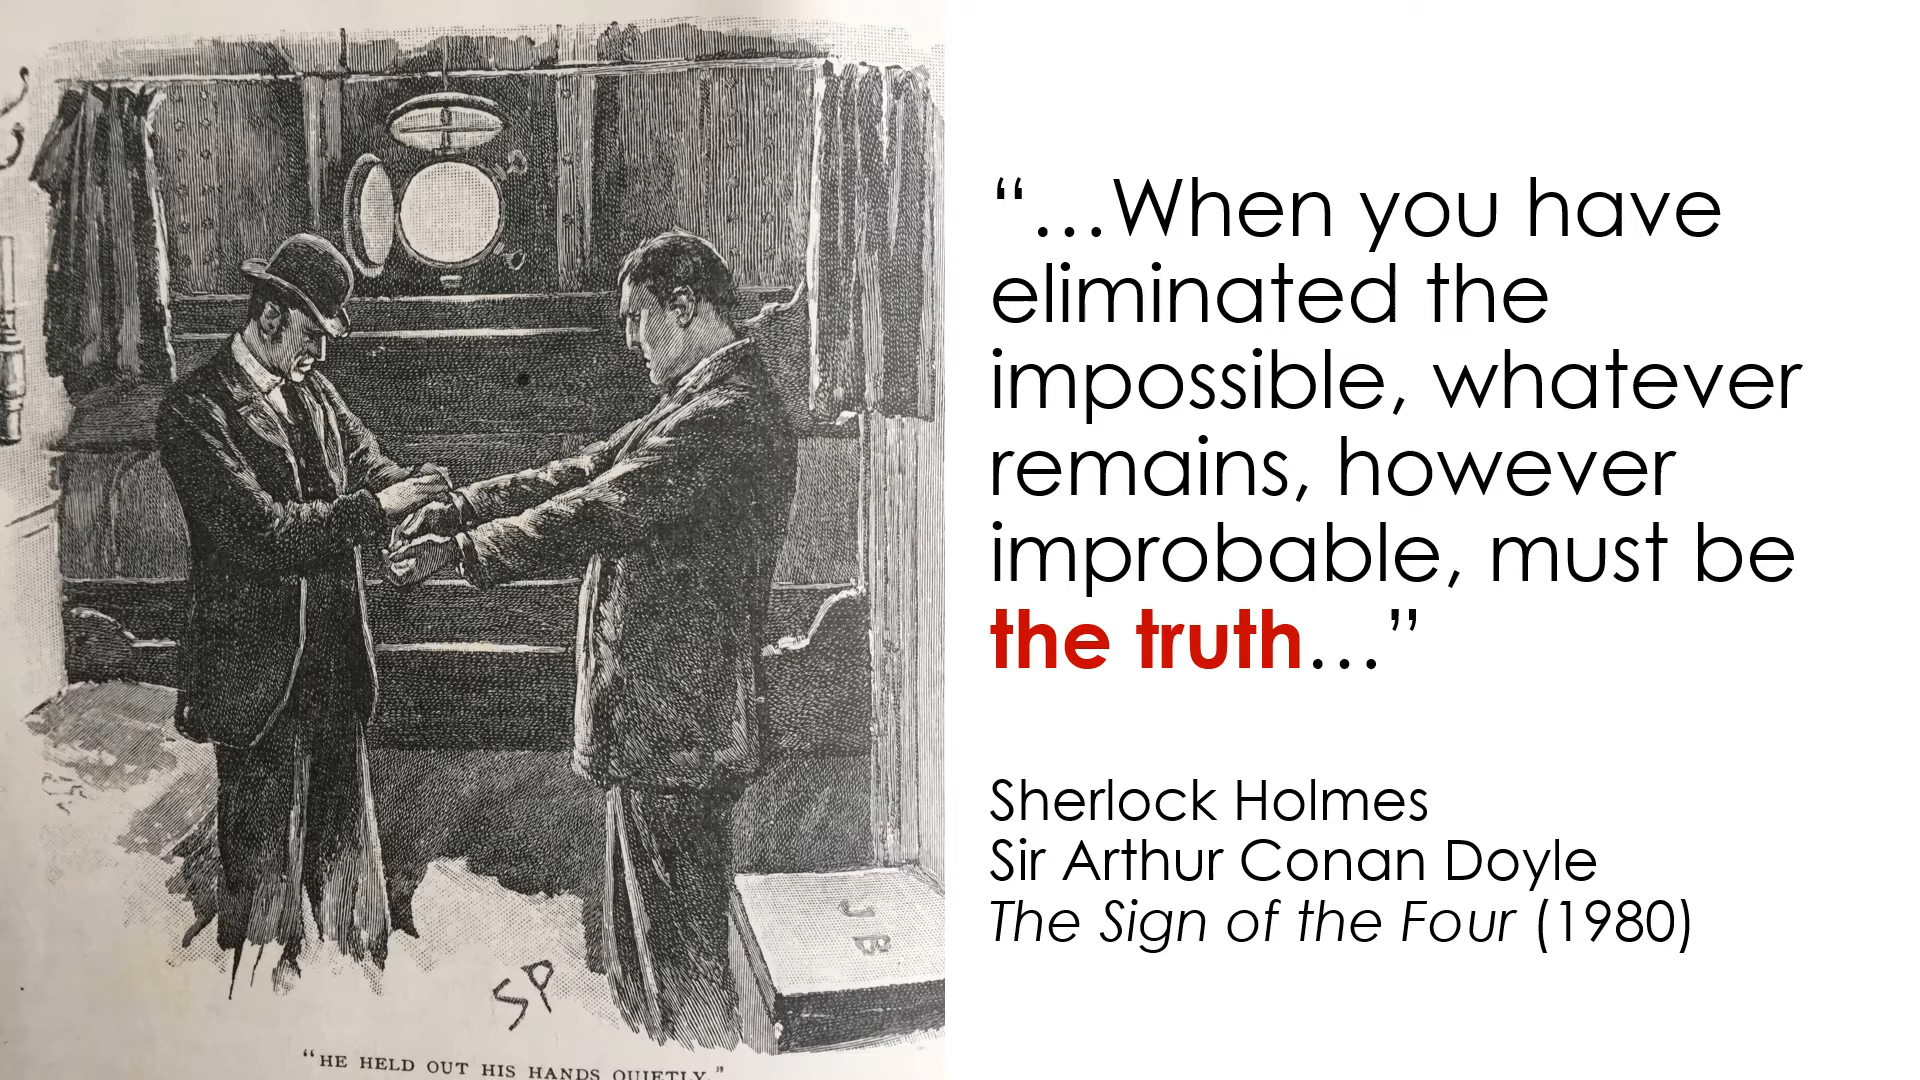 “…When you have
eliminated the
impossible, whatever
remains, however
improbable, must be
the truth…”
Sherlock Holmes
Sir Arthur Conan Doyle
The Sign of the Four (1980)
J
B
SP
“HE HELD OUT HIS HANDS QUIETLY.”